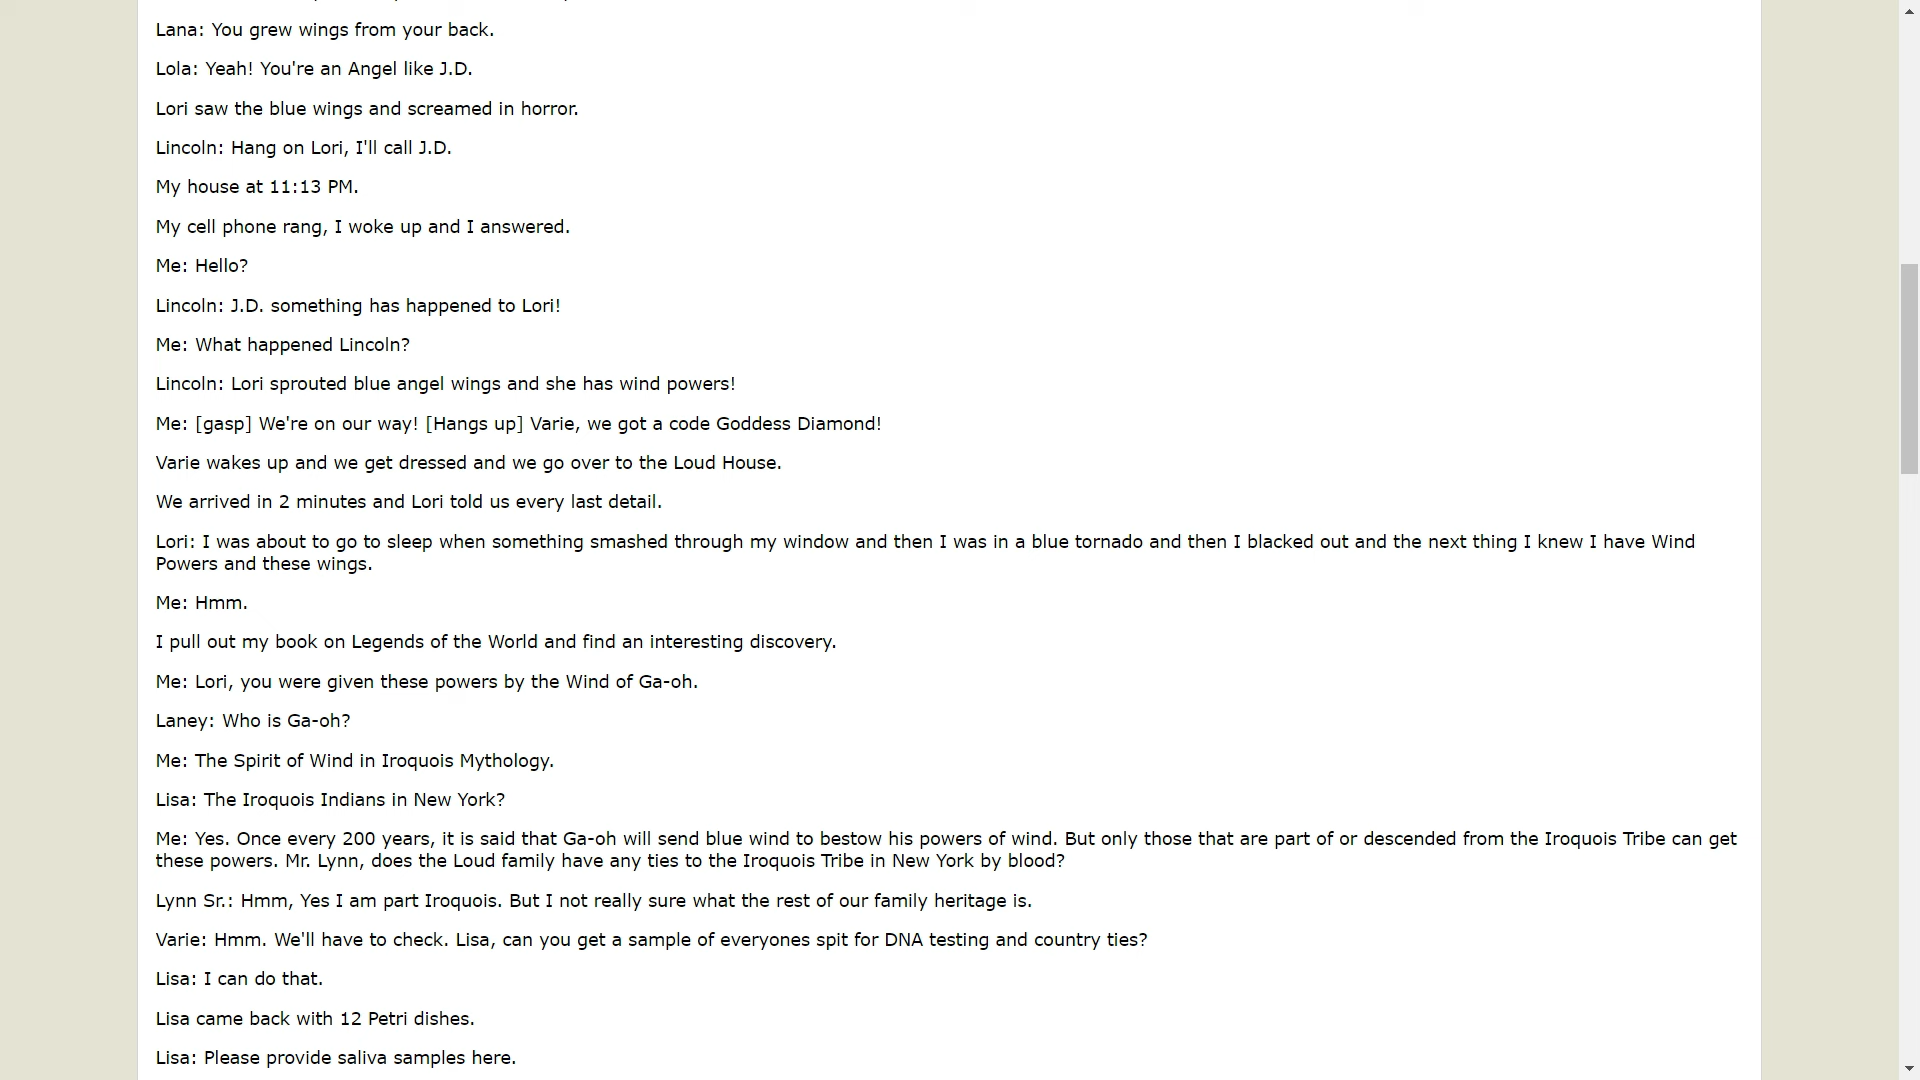 Lana: You grew wings from your back.
Lola: Yeah! You're an Angel like J.D.
Lori saw the blue wings and screamed in horror.
Lincoln: Hang on Lori, I'll call J.D.
My house at 11:13 PM.
My cell phone rang, I woke up and I answered.
Me: Hello?
Lincoln: J.D. something has happened to Lori!
Me: What happened Lincoln?
Lincoln: Lori sprouted blue angel wings and she has wind powers!
Me: [gasp] We're on our way! [Hangs up] Varie, we got a code Goddess Diamond!
Varie wakes up and we get dressed and we go over to the Loud House.
We arrived in 2 minutes and Lori told us every last detail.
Lori: I was about to go to sleep when something smashed through my window and then I was in a blue tornado and then I blacked out and the next thing I knew I have Wind
Powers and these wings.
Me: Hmm.
I pull out my book on Legends of the World and find an interesting discovery.
Me: Lori, you were given these powers by the Wind of Ga-oh.
Laney: Who is Ga-oh?
Me: The Spirit of Wind in Iroquois Mythology.
Lisa: The Iroquois Indians in New York?
Me: Yes. Once every 200 years, it is said that Ga-oh will send blue wind to bestow his powers of wind. But only those that are part of or descended from the Iroquois Tribe can get
these powers. Mr. Lynn, does the Loud family have any ties to the Iroquois Tribe in New York by blood?
Lynn Sr.: Hmm, Yes I am part Iroquois. But I not really sure what the rest of our family heritage is.
Varie: Hmm. We'll have to check. Lisa, can you get a sample of everyones spit for DNA testing and country ties?
Lisa: I can do that.
Lisa came back with 12 Petri dishes.
Lisa: Please provide saliva samples here.